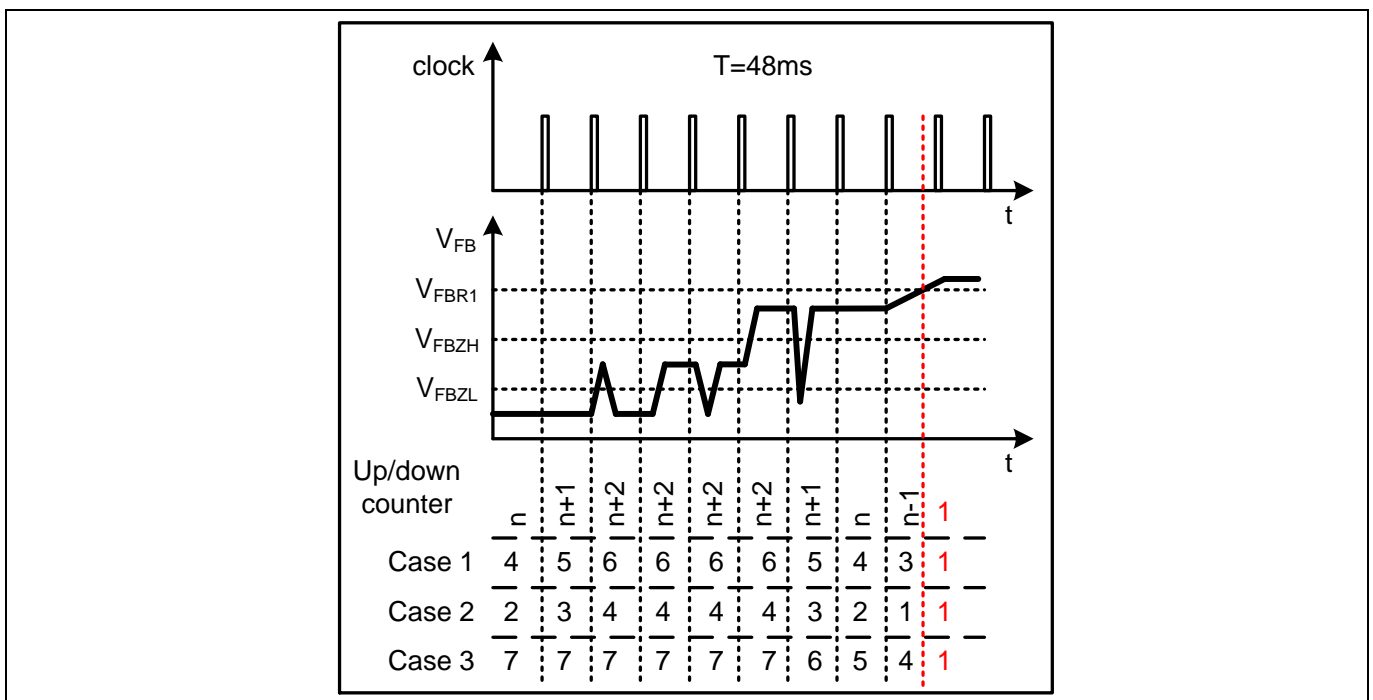 clock T=48ms
t
VFB
VFBR1
VFBZH
VFBZL
t
Up/down
counter
n n+1 n+2 n+2 n+2 n+2 n+1 n n-1 1
Case 1 4 5 6 6 6 6 5 4 3 1
Case 2 2 3 4 4 4 4 3 2 1 1
Case 3 7 7 7 7 7 7 6 5 4 1